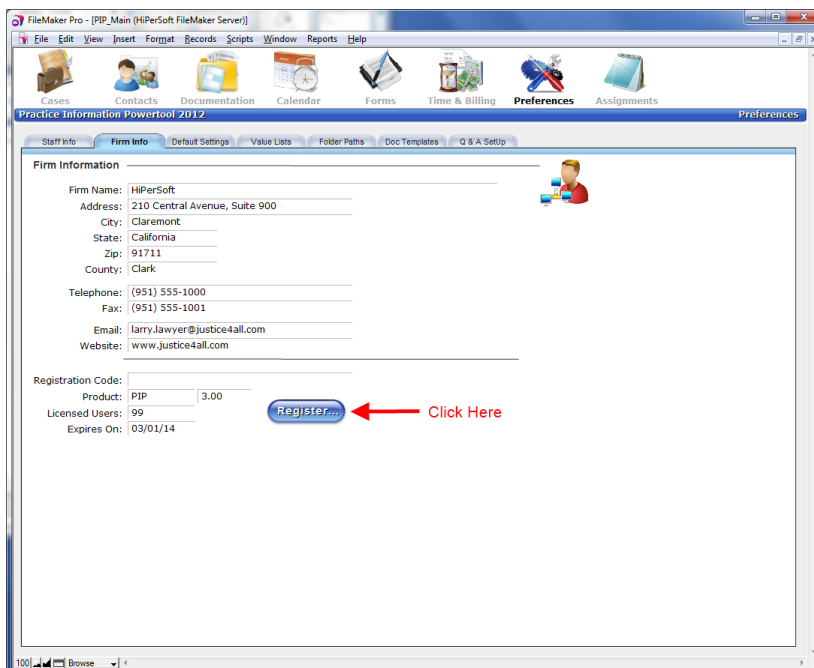 FileMaker Pro - [PIP_Main (HiPerSoft FileMaker Server)]
File Edit View Insert Format Records Scripts Window Reports Help
Cases Contacts Documentation Calendar Forms Time & Billing Preferences Assignments
Practice Information Powertool 2012 Preferences
Staff Info Firm Info Default Settings Value Lists Folder Paths Doc Templates Q & A SetUp
Firm Information
Firm Name: HiPerSoft
Address: 210 Central Avenue, Suite 900
City: Claremont
State: California
Zip: 91711
County: Clark
Telephone: (951) 555-1000
Fax: (951) 555-1001
Email: larry.lawyer@justice4all.com
Website: www.justice4all.com
Registration Code:
Product: PIP 3.00
Licensed Users: 99
Register... Click Here
Expires On: 03/01/14
100 Browse